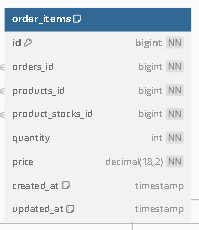 order_items
id bigint NN
orders_id bigint NN
products_id bigint NN
product_stocks_id bigint NN
quantity int NN
price decimal(18,2) NN
created_at timestamp
updated_at timestamp